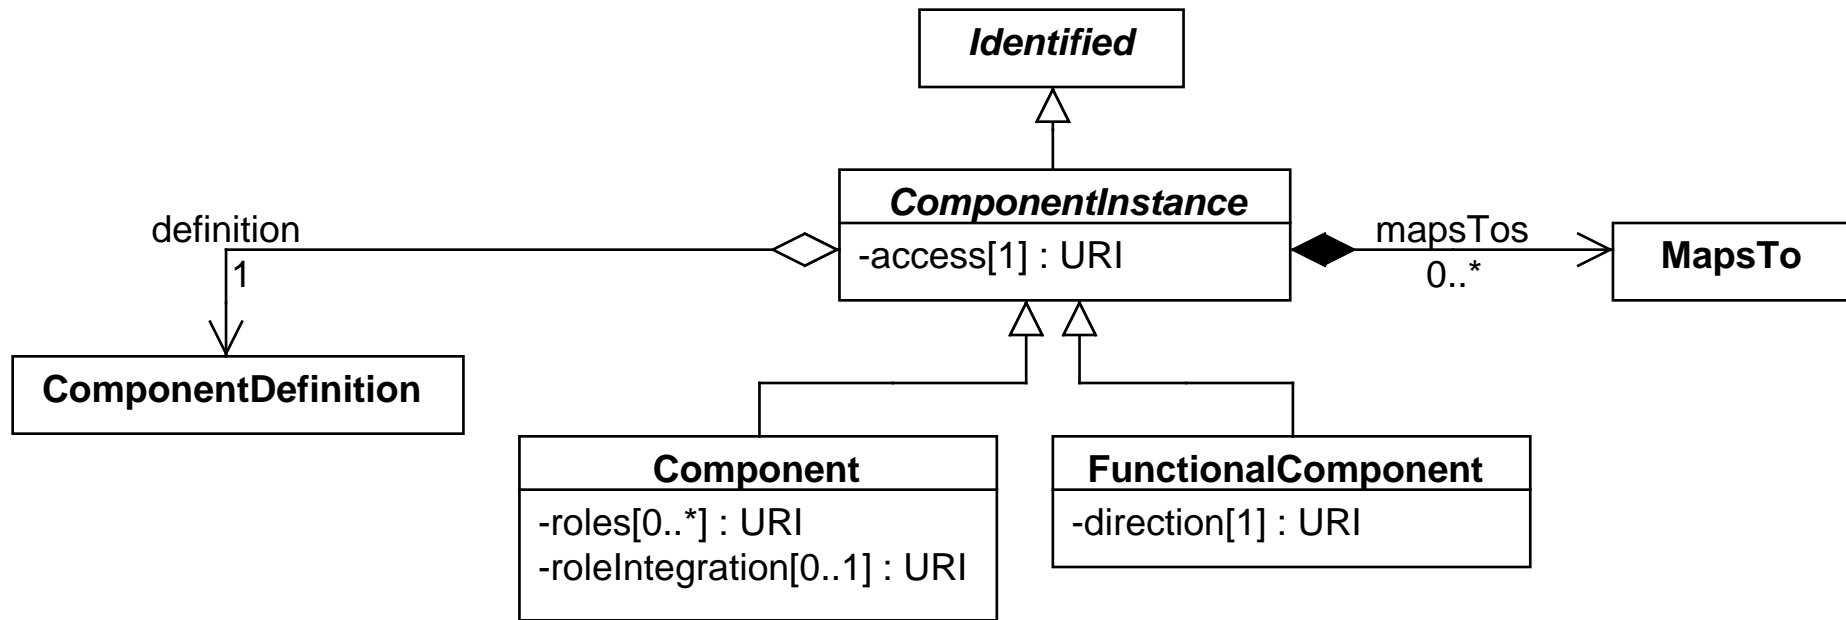 Identified
ComponentInstance
-access[1] : URI
definition
1
mapsTos
0..*
MapsTo
ComponentDefinition
Component
-roles[0..*] : URI
-roleIntegration[0..1] : URI
FunctionalComponent
-direction[1] : URI